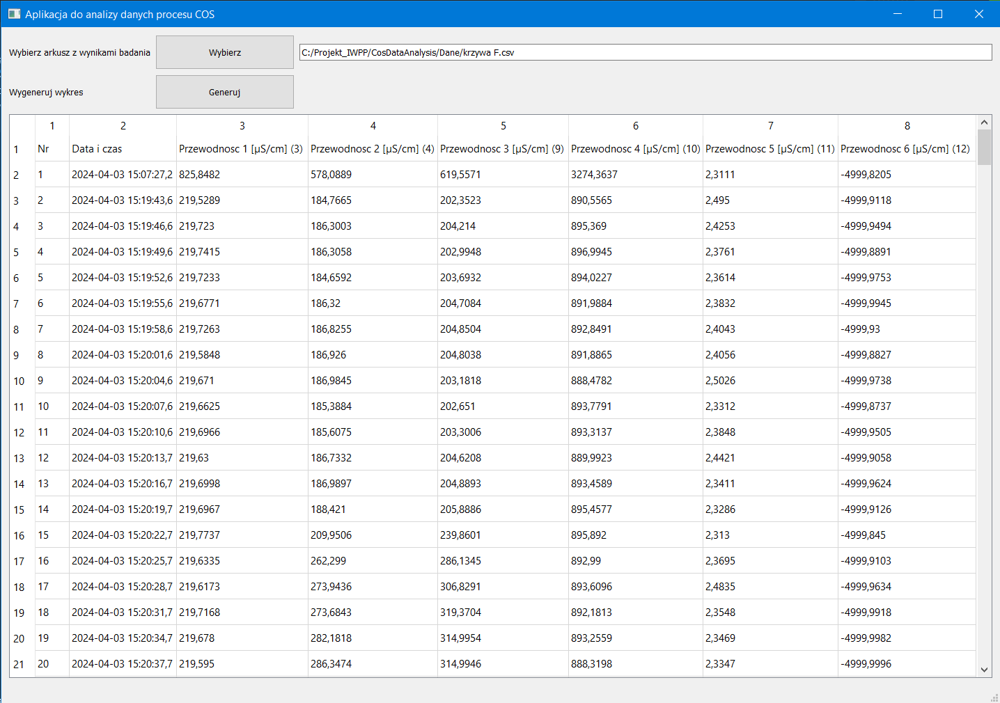 Aplikacja do analizy danych procesu COS
Wybierz arkusz z wynikami badania Wybierz C:/Projekt_IWPP/CosDataAnalysis/Dane/krzywa F.csv
Wygeneruj wykres Generuj
1 2 3 4 5 6 7 8
1 Nr Data i czas Przewodnosc 1 [µS/cm] (3) Przewodnosc 2 [µS/cm] (4) Przewodnosc 3 [µS/cm] (9) Przewodnosc 4 [µS/cm] (10) Przewodnosc 5 [µS/cm] (11) Przewodnosc 6 [µS/cm] (12)
2 1 2024-04-03 15:07:27,2 825,8482 578,0889 619,5571 3274,3637 2,3111 -4999,8205
3 2 2024-04-03 15:19:43,6 219,5289 184,7665 202,3523 890,5565 2,495 -4999,9118
4 3 2024-04-03 15:19:46,6 219,723 186,3003 204,214 895,369 2,4253 -4999,9494
5 4 2024-04-03 15:19:49,6 219,7415 186,3058 202,9948 896,9945 2,3761 -4999,8891
6 5 2024-04-03 15:19:52,6 219,7233 184,6592 203,6932 894,0227 2,3614 -4999,9753
7 6 2024-04-03 15:19:55,6 219,6771 186,32 204,7084 891,9884 2,3832 -4999,9945
8 7 2024-04-03 15:19:58,6 219,7263 186,8255 204,8504 892,8491 2,4043 -4999,93
9 8 2024-04-03 15:20:01,6 219,5848 186,926 204,8038 891,8865 2,4056 -4999,8827
10 9 2024-04-03 15:20:04,6 219,671 186,9845 203,1818 888,4782 2,5026 -4999,9738
11 10 2024-04-03 15:20:07,6 219,6625 185,3884 202,651 893,7791 2,3312 -4999,8737
12 11 2024-04-03 15:20:10,6 219,6966 185,6075 203,3006 893,3137 2,3848 -4999,9505
13 12 2024-04-03 15:20:13,7 219,63 186,7332 204,6208 889,9923 2,4421 -4999,9058
14 13 2024-04-03 15:20:16,7 219,6998 186,9897 204,8893 893,4589 2,3411 -4999,9624
15 14 2024-04-03 15:20:19,7 219,6967 188,421 205,8886 895,4577 2,3286 -4999,9126
16 15 2024-04-03 15:20:22,7 219,7737 209,9506 239,8601 895,892 2,313 -4999,845
17 16 2024-04-03 15:20:25,7 219,6335 262,299 286,1345 892,99 2,3695 -4999,9103
18 17 2024-04-03 15:20:28,7 219,6173 273,9436 306,8291 893,6096 2,4835 -4999,9634
19 18 2024-04-03 15:20:31,7 219,7168 273,6843 319,3704 892,1813 2,3548 -4999,9918
20 19 2024-04-03 15:20:34,7 219,678 282,1818 314,9954 893,2559 2,3469 -4999,9982
21 20 2024-04-03 15:20:37,7 219,595 286,3474 314,9946 888,3198 2,3347 -4999,9996